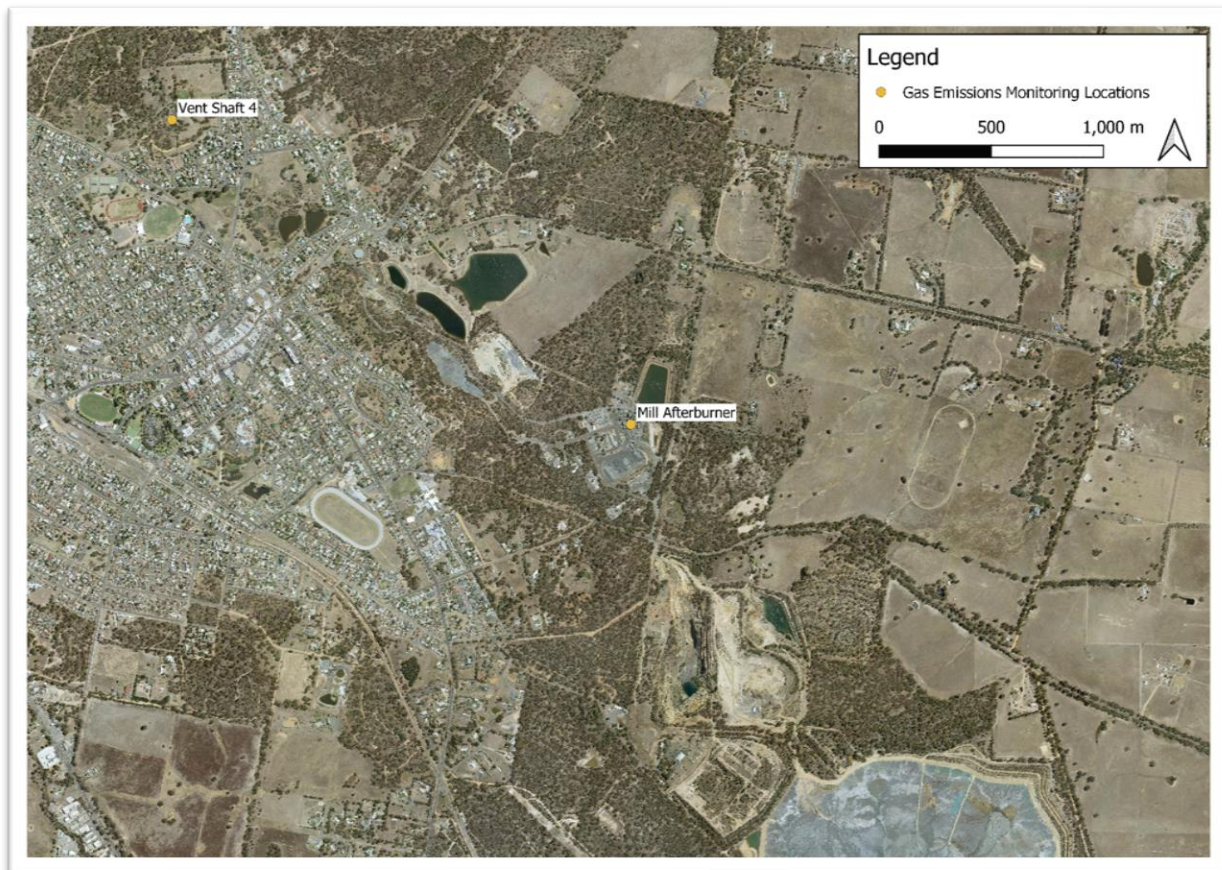 Legend
Gas Emissions Monitoring Locations
0 500 1,000 m
Vent Shaft 4
Mill Afterburner